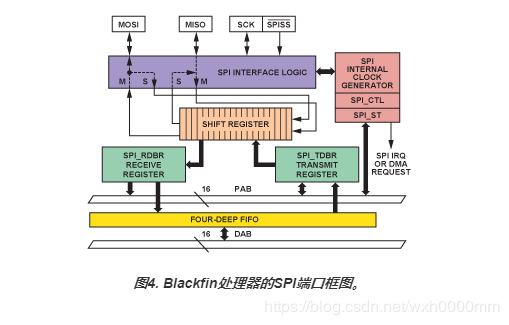 MOSI MISO SCK SPISS
M S S M SPI INTERFACE LOGIC
SPI
INTERNAL
CLOCK
GENERATOR
SPI_CTL
SPI_ST
SHIFT REGISTER
SPI IRQ
OR DMA
REQUEST
SPI_RDBR
RECEIVE
REGISTER
SPI_TDBR
TRANSMIT
REGISTER
16 PAB
FOUR-DEEP FIFO
16 DAB
图4. Blackfin处理器的SPI端口框图。
https://blog.csdn.net/wxh0000mm